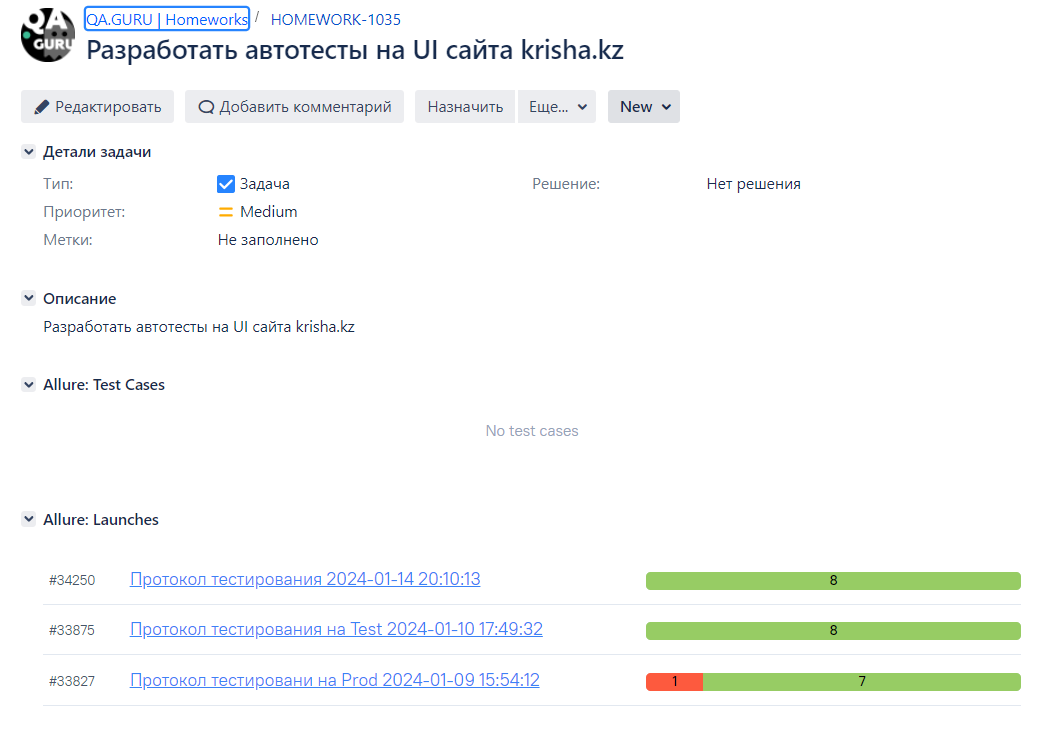 QA
GURU
QA.GURU | Homeworks / HOMEWORK-1035
Разработать автотесты на UI сайта krisha.kz
Редактировать Добавить комментарий Назначить Еще... New
Детали задачи
Тип: Задача Решение: Нет решения
Приоритет: Medium
Метки: Не заполнено
Описание
Разработать автотесты на UI сайта krisha.kz
Allure: Test Cases
No test cases
Allure: Launches
#34250 Протокол тестирования 2024-01-14 20:10:13 8
#33875 Протокол тестирования на Test 2024-01-10 17:49:32 8
#33827 Протокол тестировани на Prod 2024-01-09 15:54:12 1 7